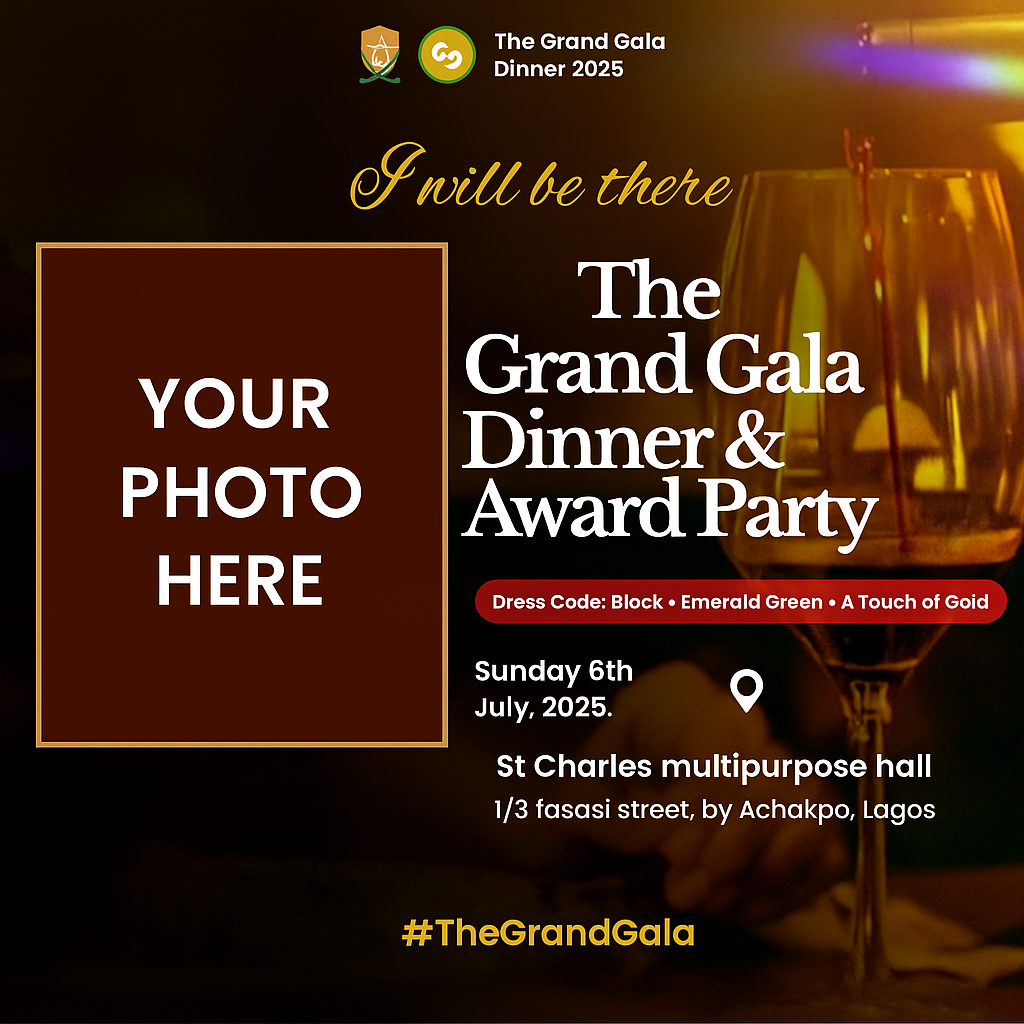 The Grand Gala
Dinner 2025
I will be there
YOUR
PHOTO
HERE
The
Grand Gala
Dinner &
Award Party
Dress Code: Block • Emerald Green • A Touch of Goid
Sunday 6th
July, 2025.
St Charles multipurpose hall
1/3 fasasi street, by Achakpo, Lagos
#TheGrandGala